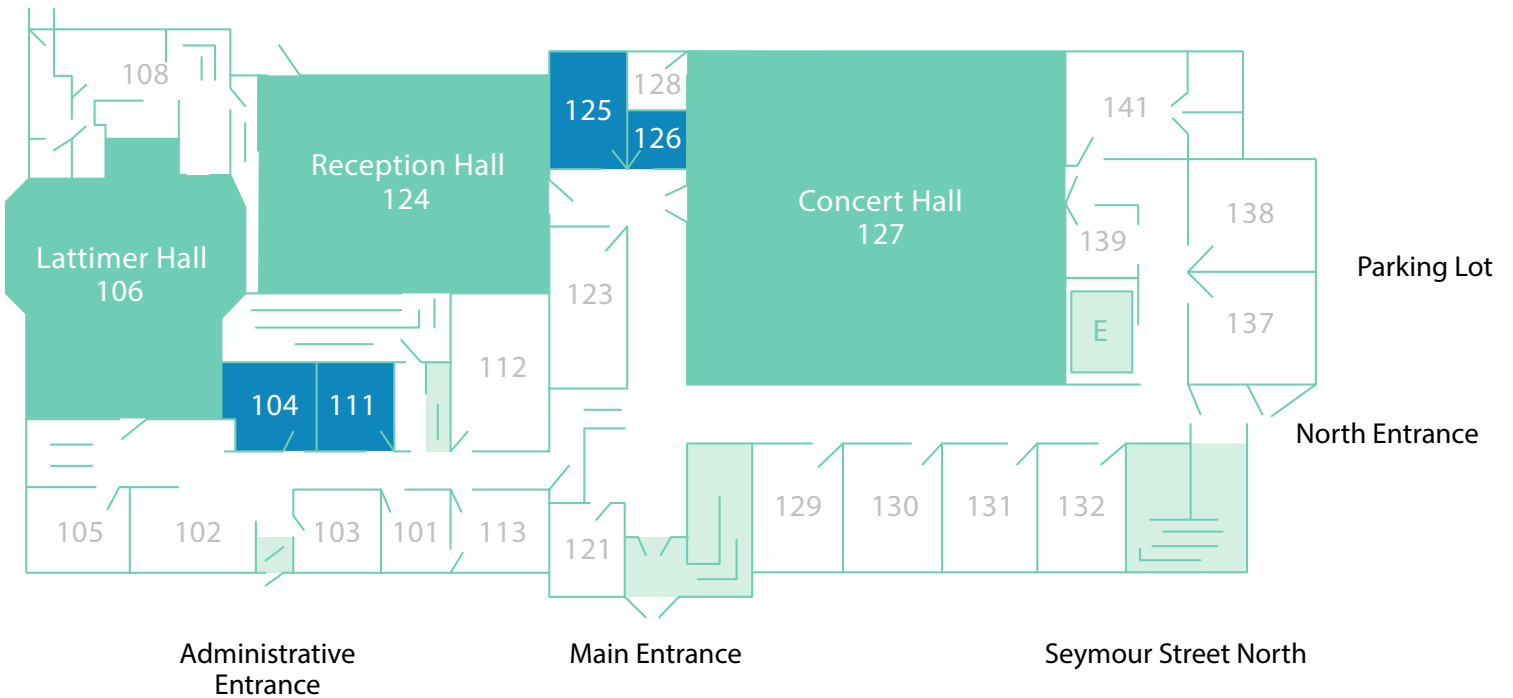 108
125
128
126
141
Reception Hall
124
Concert Hall
127
138
139
Lattimer Hall
106
Parking Lot
123
137
E
112
104
111
North Entrance
129
130
131
132
105
102
103
101
113
121
Administrative
Entrance
Main Entrance
Seymour Street North